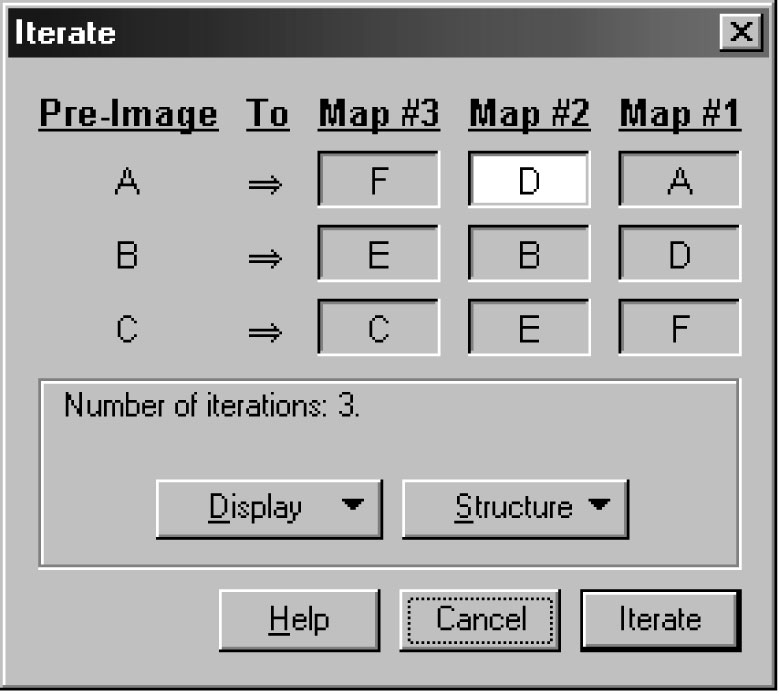 Iterate
Pre-Image To Map #3 Map #2 Map #1
A ⇒ F D A
B ⇒ E B D
C ⇒ C E F
Number of iterations: 3.
Display Structure
Help Cancel Iterate